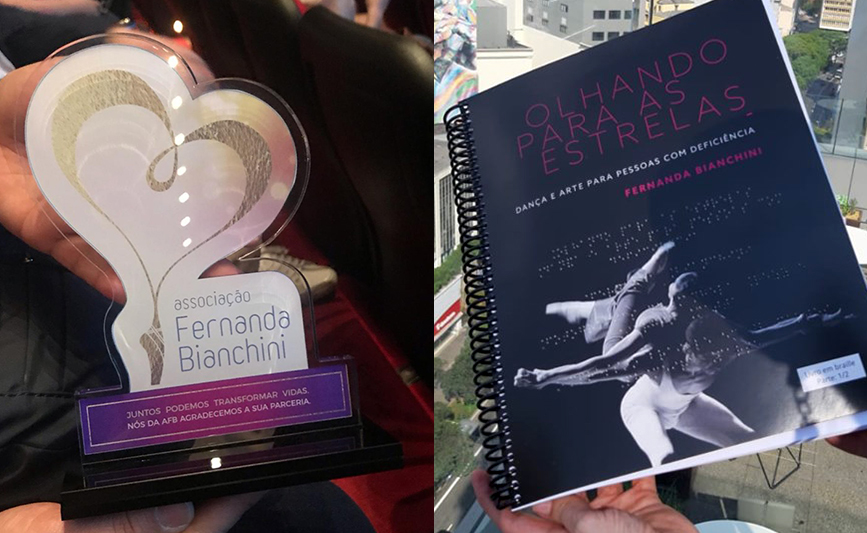 associação
Fernanda
Bianchini
JUNTOS PODEMOS TRANSFORMAR VIDAS.
NÓS DA AFB AGRADECEMOS A SUA PARCERIA.
OLHANDO
PARA AS
ESTRELAS
DANÇA E ARTE PARA PESSOAS COM DEFICIÊNCIA
FERNANDA BIANCHINI
Livro em braille
Parte: 1/2